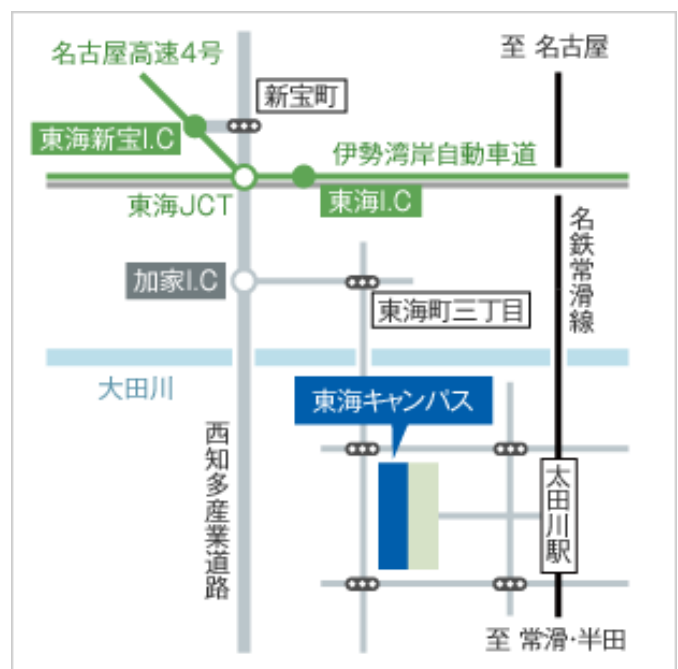 名古屋高速4号
至 名古屋
新宝町
東海新宝I.C
伊勢湾岸自動車道
東海JCT
東海I.C
名鉄常滑線
加家I.C
東海町三丁目
大田川
東海キャンパス
西知多産業道路
太田川駅
至 常滑・半田